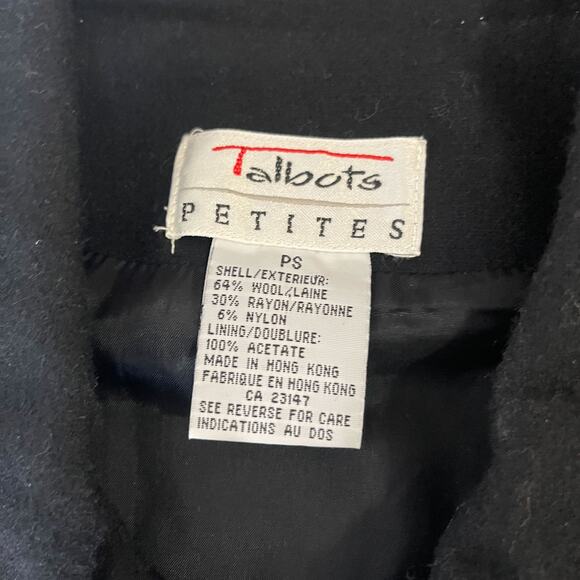 Talbots
PETITES
PS
SHELL/EXTERIEUR:
64% WOOL/LAINE
30% RAYON/RAYONNE
6% NYLON
LINING/DOUBLURE:
100% ACETATE
MADE IN HONG KONG
FABRIQUE EN HONG KONG
CA 23147
SEE REVERSE FOR CARE
INDICATIONS AU DOS